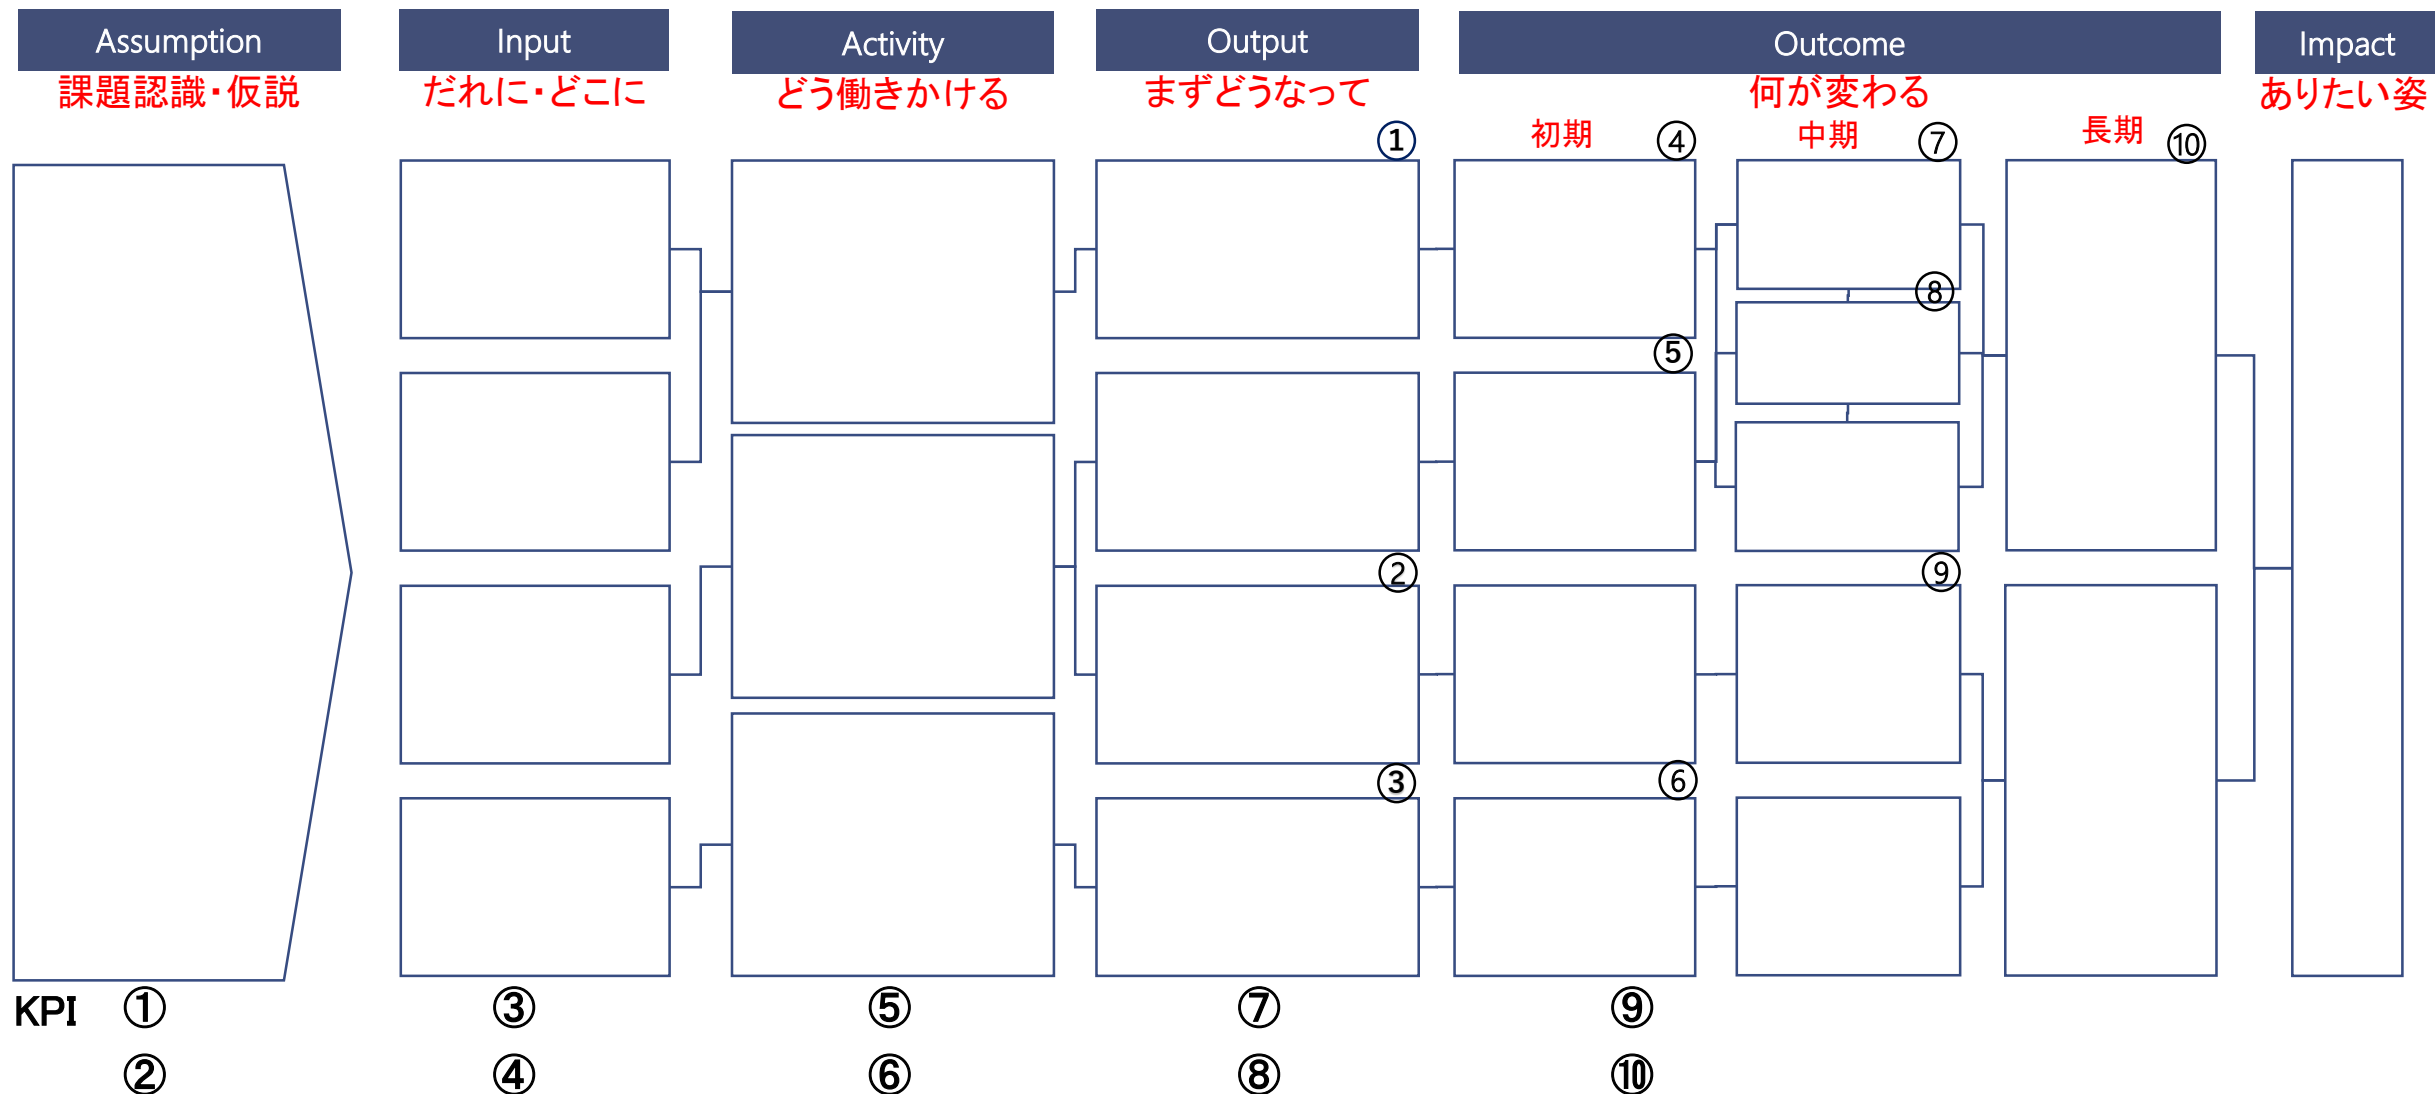 Assumption
Input
Activity
Output
Outcome
Impact
課題認識・仮説
だれに・どこに
どう働きかける
まずどうなって
何が変わる
ありたい姿
初期
中期
長期
①
④
⑦
⑩
⑧
⑤
②
⑨
③
⑥
KPI ① ③ ⑤ ⑦ ⑨
② ④ ⑥ ⑧ ⑩